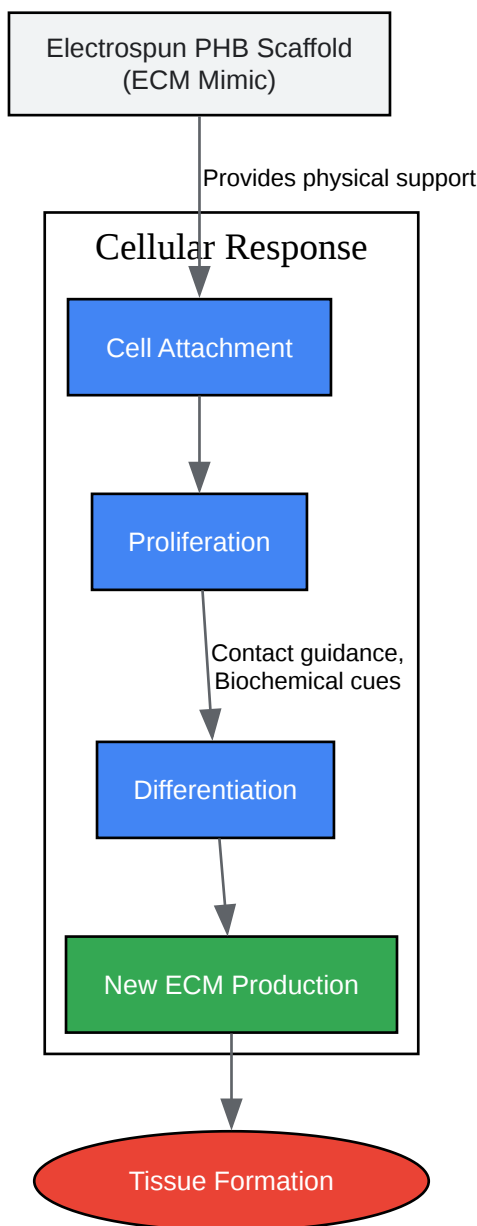 Electrospun PHB Scaffold
(ECM Mimic)
Provides physical support
Cellular Response
Cell Attachment
Proliferation
Contact guidance,
Biochemical cues
Differentiation
New ECM Production
Tissue Formation